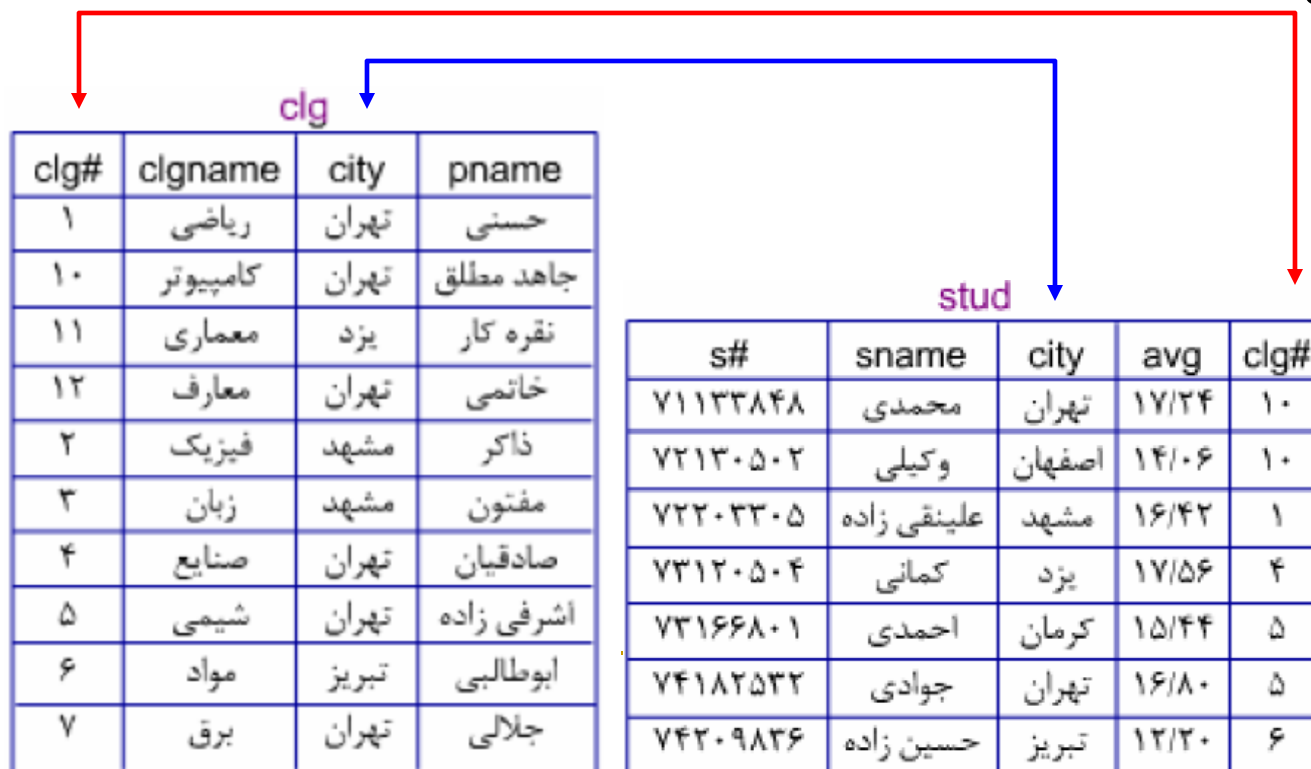 clg
clg# clgname city pname
۱ ریاضی تهران حسنی
۱۰ کامپیوتر تهران جاهد مطلق
۱۱ معماری یزد نقره کار
۱۲ معارف تهران خاتمی
۲ فیزیک مشهد ذاکر
۳ زبان مشهد مفتون
۴ صنایع تهران صادقیان
۵ شیمی تهران اشرفی زاده
۶ مواد تبریز ابوطالبی
۷ برق تهران جلالی
stud
s# sname city avg clg#
۷۱۱۳۳۸۴۸ محمدی تهران ۱۷/۲۴ ۱۰
۷۲۱۳۰۵۰۲ وکیلی اصفهان ۱۴/۰۶ ۱۰
۷۲۲۰۳۳۰۵ علینقی زاده مشهد ۱۶/۴۲ ۱
۷۳۱۲۰۵۰۴ کمانی یزد ۱۷/۵۶ ۴
۷۳۱۶۶۸۰۱ احمدی کرمان ۱۵/۴۴ ۵
۷۴۱۸۲۵۳۲ جوادی تهران ۱۶/۸۰ ۵
۷۴۲۰۹۸۳۶ حسین زاده تبریز ۱۲/۲۰ ۶